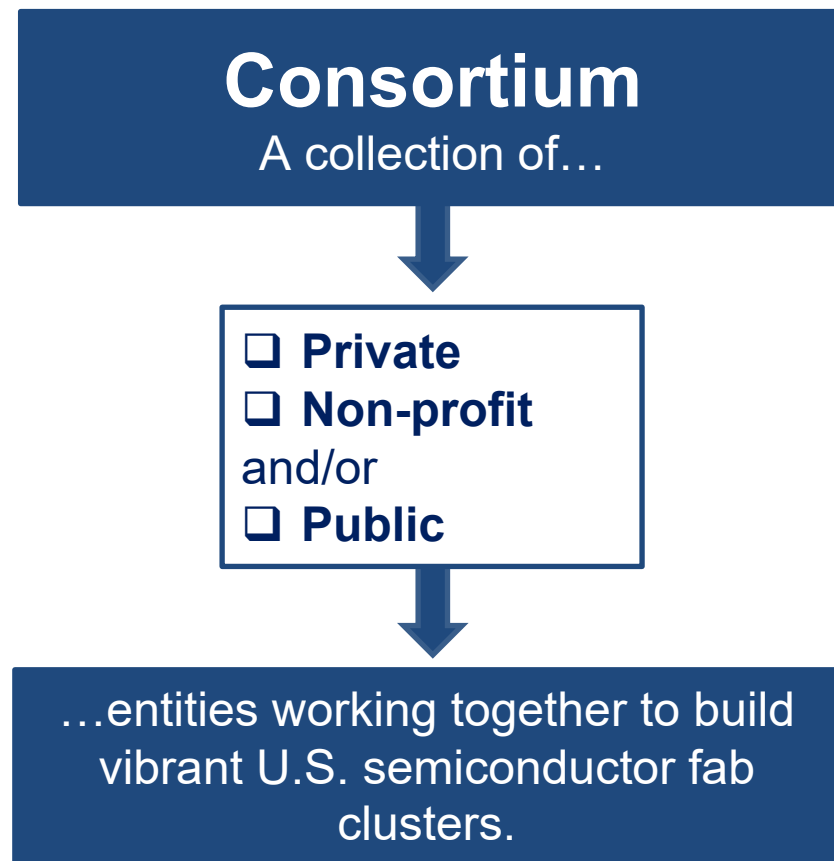 Consortium
A collection of…
❑ Private
❑ Non-profit
and/or
❑ Public
…entities working together to build
vibrant U.S. semiconductor fab
clusters.